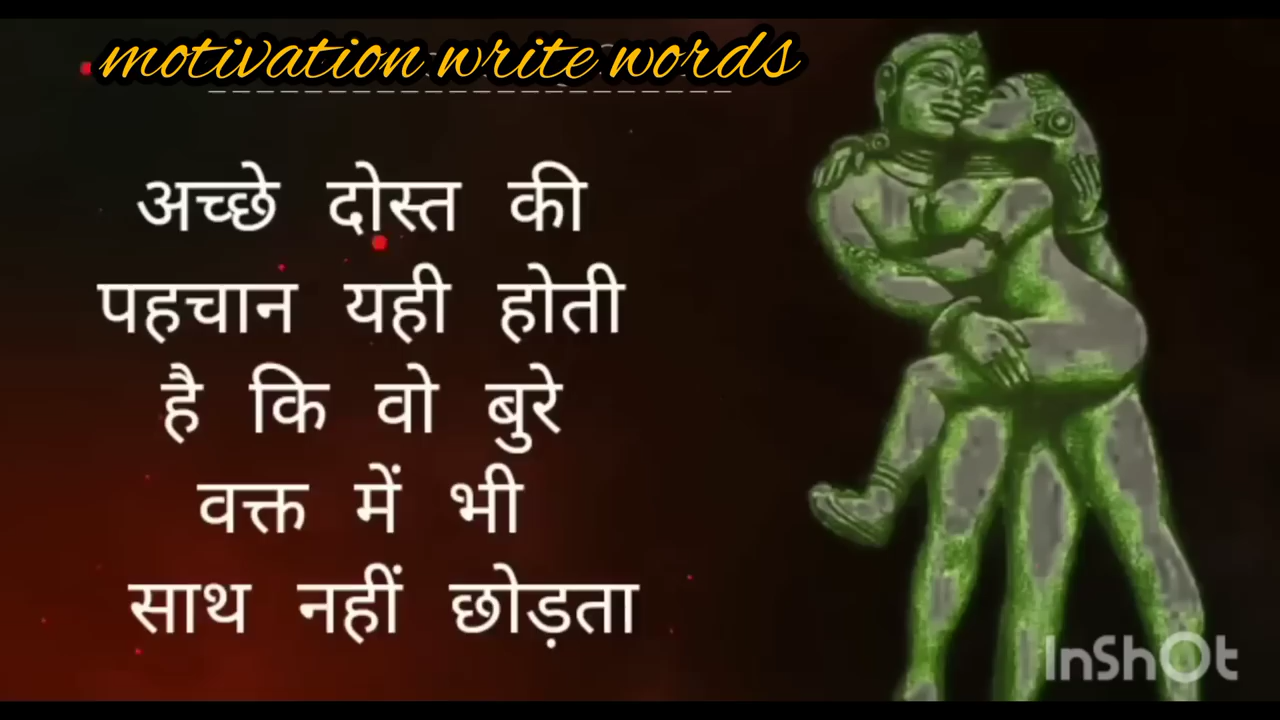 motivation write words
अच्छे दोस्त की
पहचान यही होती
है कि वो बुरे
वक्त में भी
साथ नहीं छोड़ता
InShOt